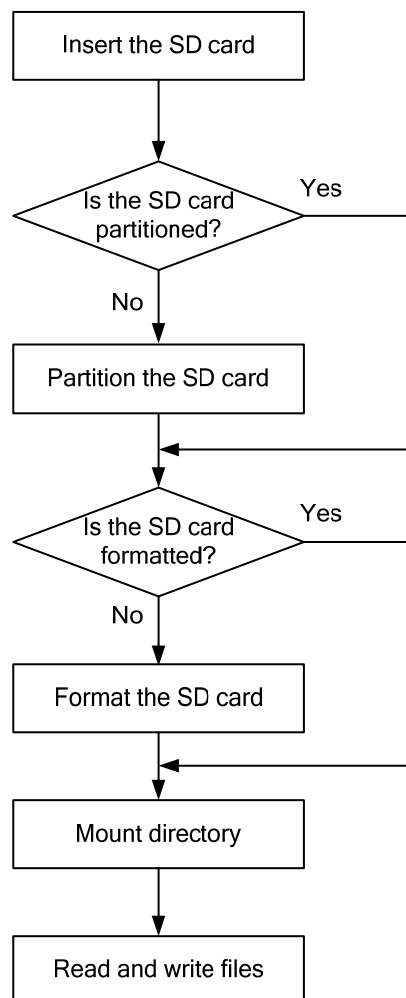 Insert the SD card
Is the SD card
partitioned?
Yes
No
Partition the SD card
Is the SD card
formatted?
Yes
No
Format the SD card
Mount directory
Read and write files